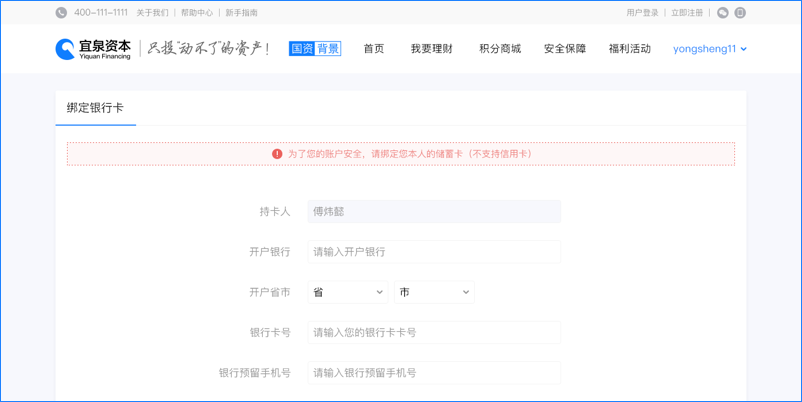 400-111-1111 关于我们 | 帮助中心 | 新手指南 用户登录 | 立即注册 |
宜泉资本 Yiquan Financing 只投"动不了"的资产! 国资背景 首页 我要理财 积分商城 安全保障 福利活动 yongsheng11
绑定银行卡
为了您的账户安全，请绑定您本人的储蓄卡（不支持信用卡）
持卡人 傅炜懿
开户银行 请输入开户银行
开户省市 省 市
银行卡号 请输入您的银行卡卡号
银行预留手机号 请输入银行预留手机号